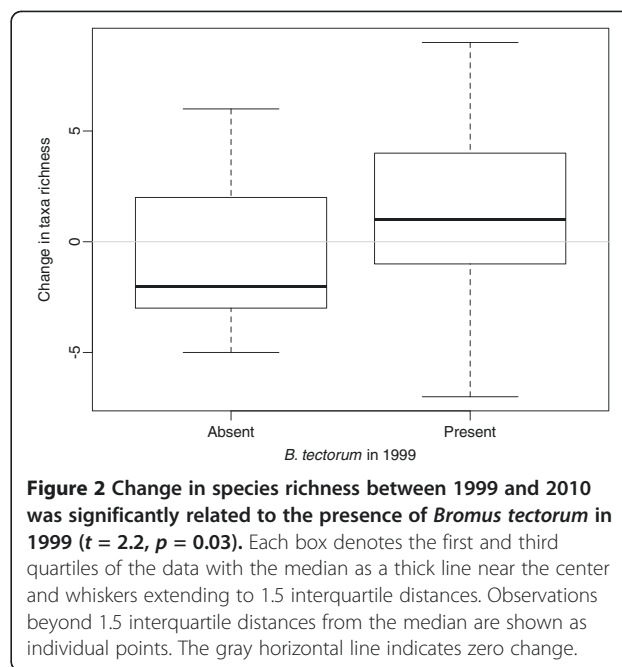 Change in taxa richness
5
0
-5
Absent
Present
B. tectorum in 1999
Figure 2 Change in species richness between 1999 and 2010
was significantly related to the presence of Bromus tectorum in
1999 (t = 2.2, p = 0.03). Each box denotes the first and third
quartiles of the data with the median as a thick line near the center
and whiskers extending to 1.5 interquartile distances. Observations
beyond 1.5 interquartile distances from the median are shown as
individual points. The gray horizontal line indicates zero change.